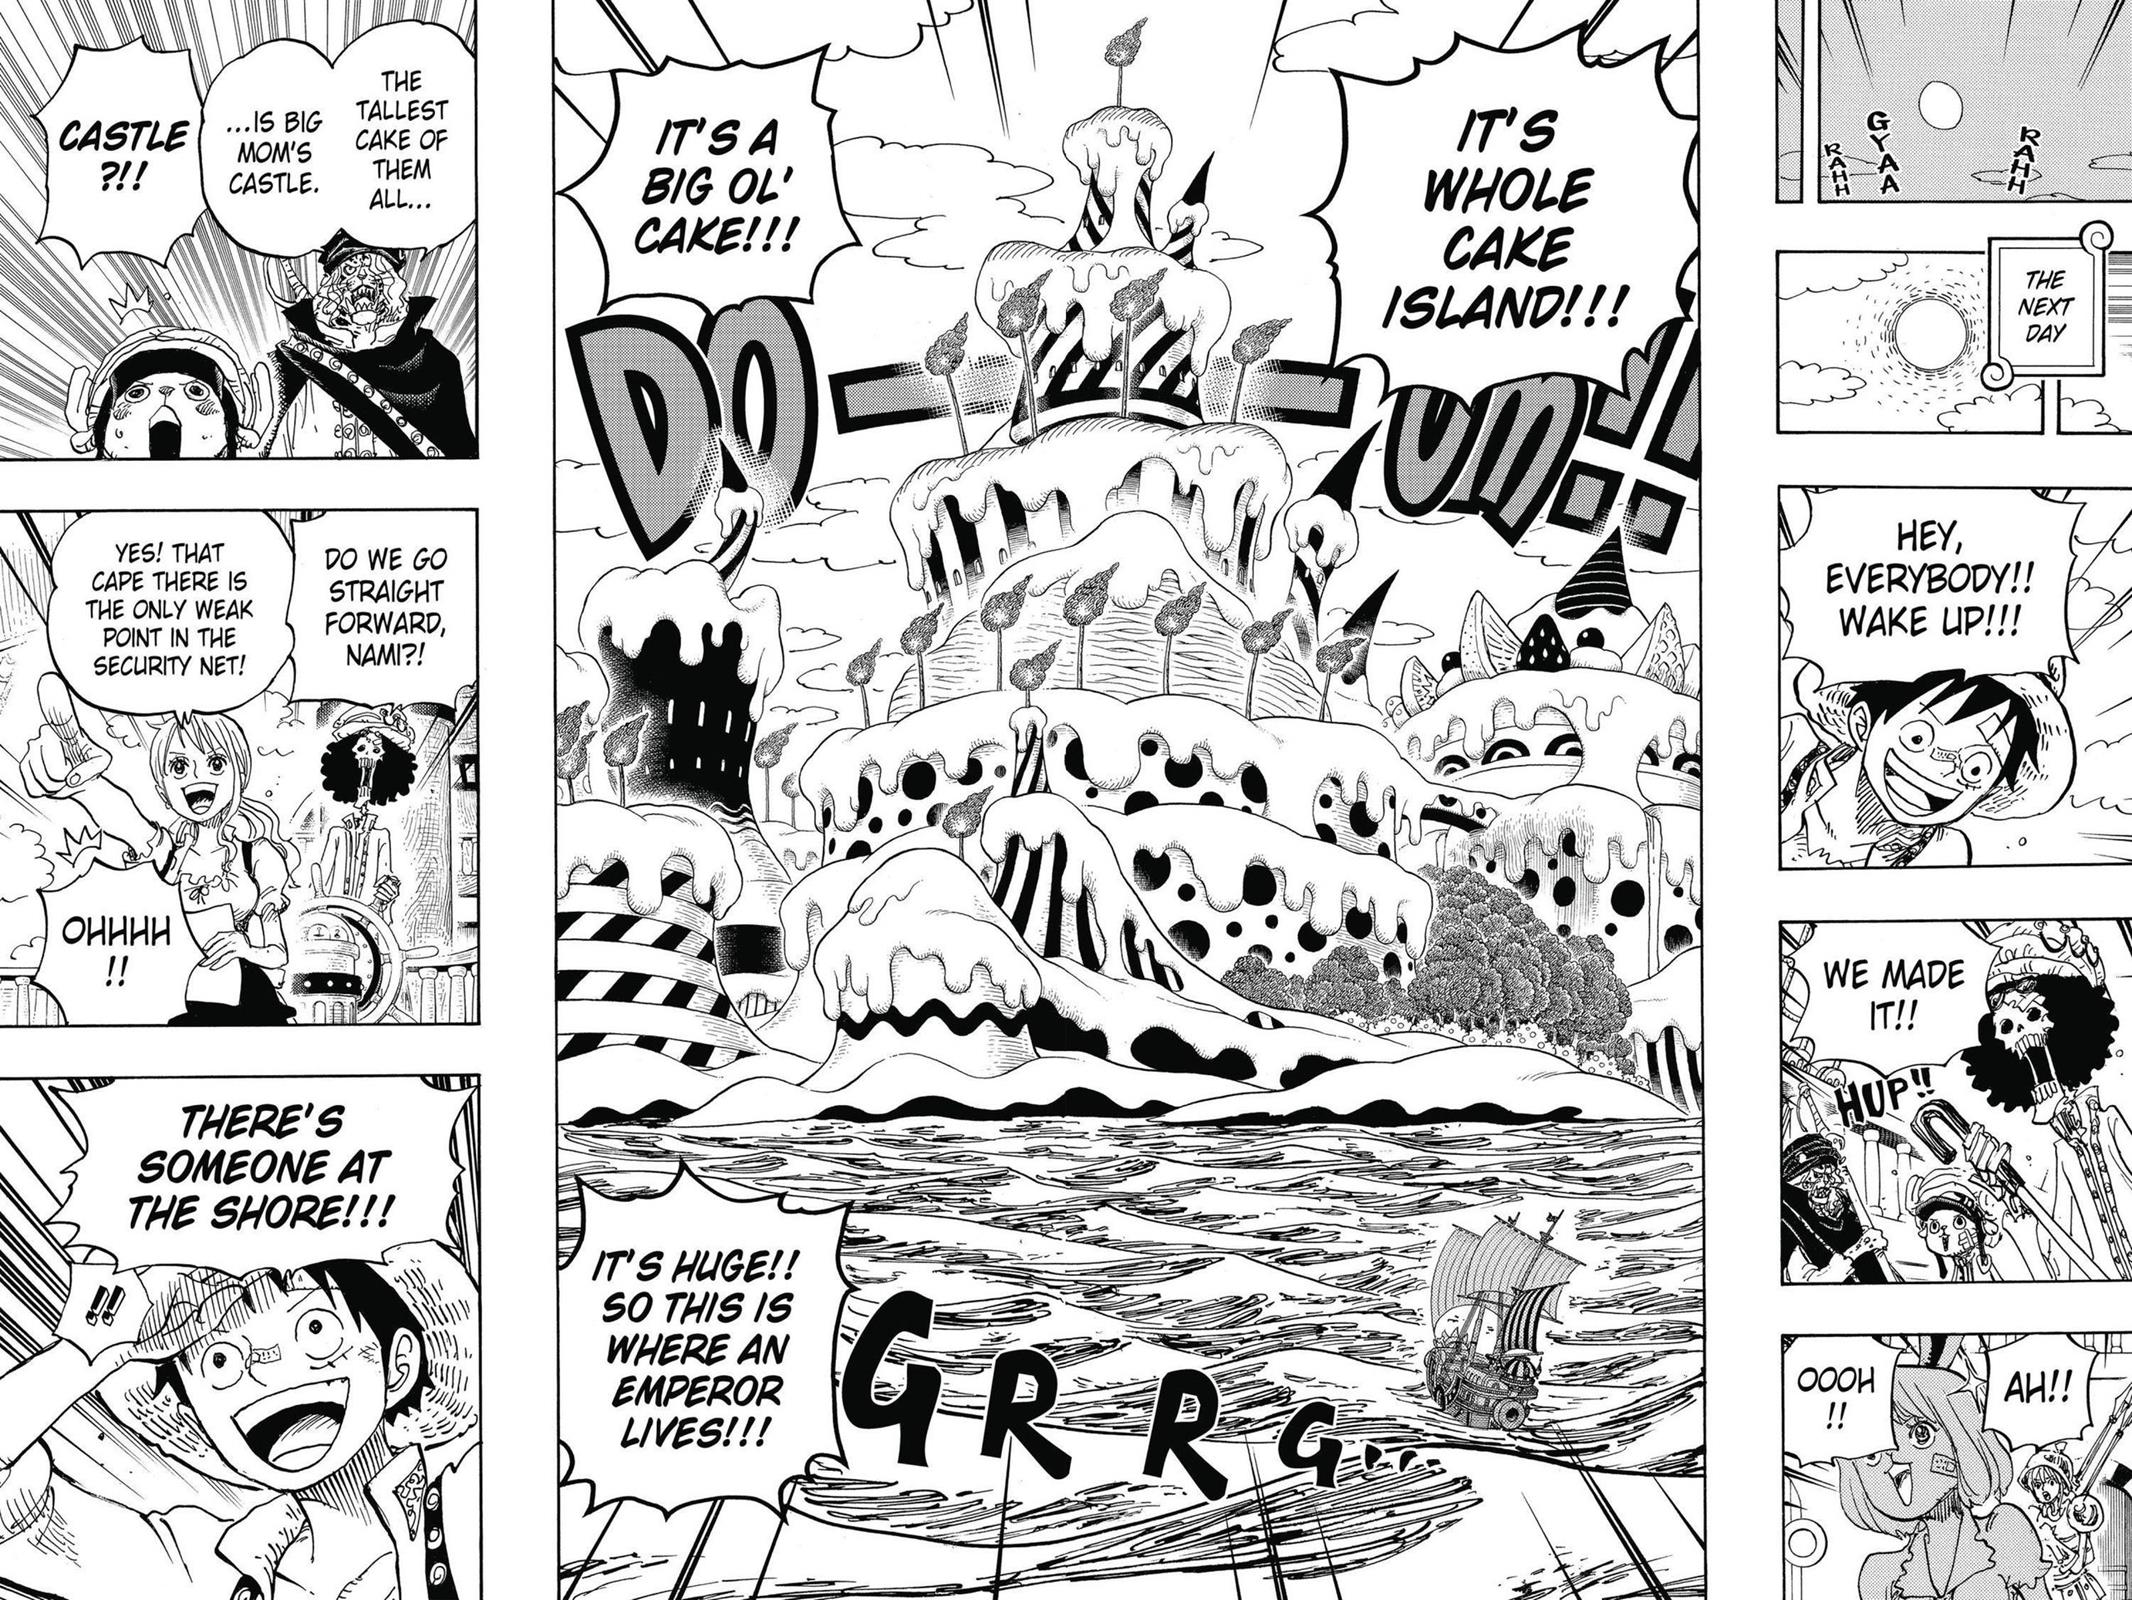 RAHH
GYAA
RAHH
THE
NEXT
DAY
HEY,
EVERYBODY!!
WAKE UP!!!
WE MADE
IT!!
HUP!!
AH!!
OOOH
!!
IT'S
WHOLE
CAKE
ISLAND!!!
IT'S A
BIG OL'
CAKE!!!
DO—UM!!
IT'S HUGE!!
SO THIS IS
WHERE AN
EMPEROR
LIVES!!!
GRRG...
THE
TALLEST
CAKE OF
THEM
ALL...
...IS BIG
MOM'S
CASTLE.
CASTLE
?!!
DO WE GO
STRAIGHT
FORWARD,
NAMI?!
YES! THAT
CAPE THERE IS
THE ONLY WEAK
POINT IN THE
SECURITY NET!
OHHHH
!!
THERE'S
SOMEONE AT
THE SHORE!!!
!!